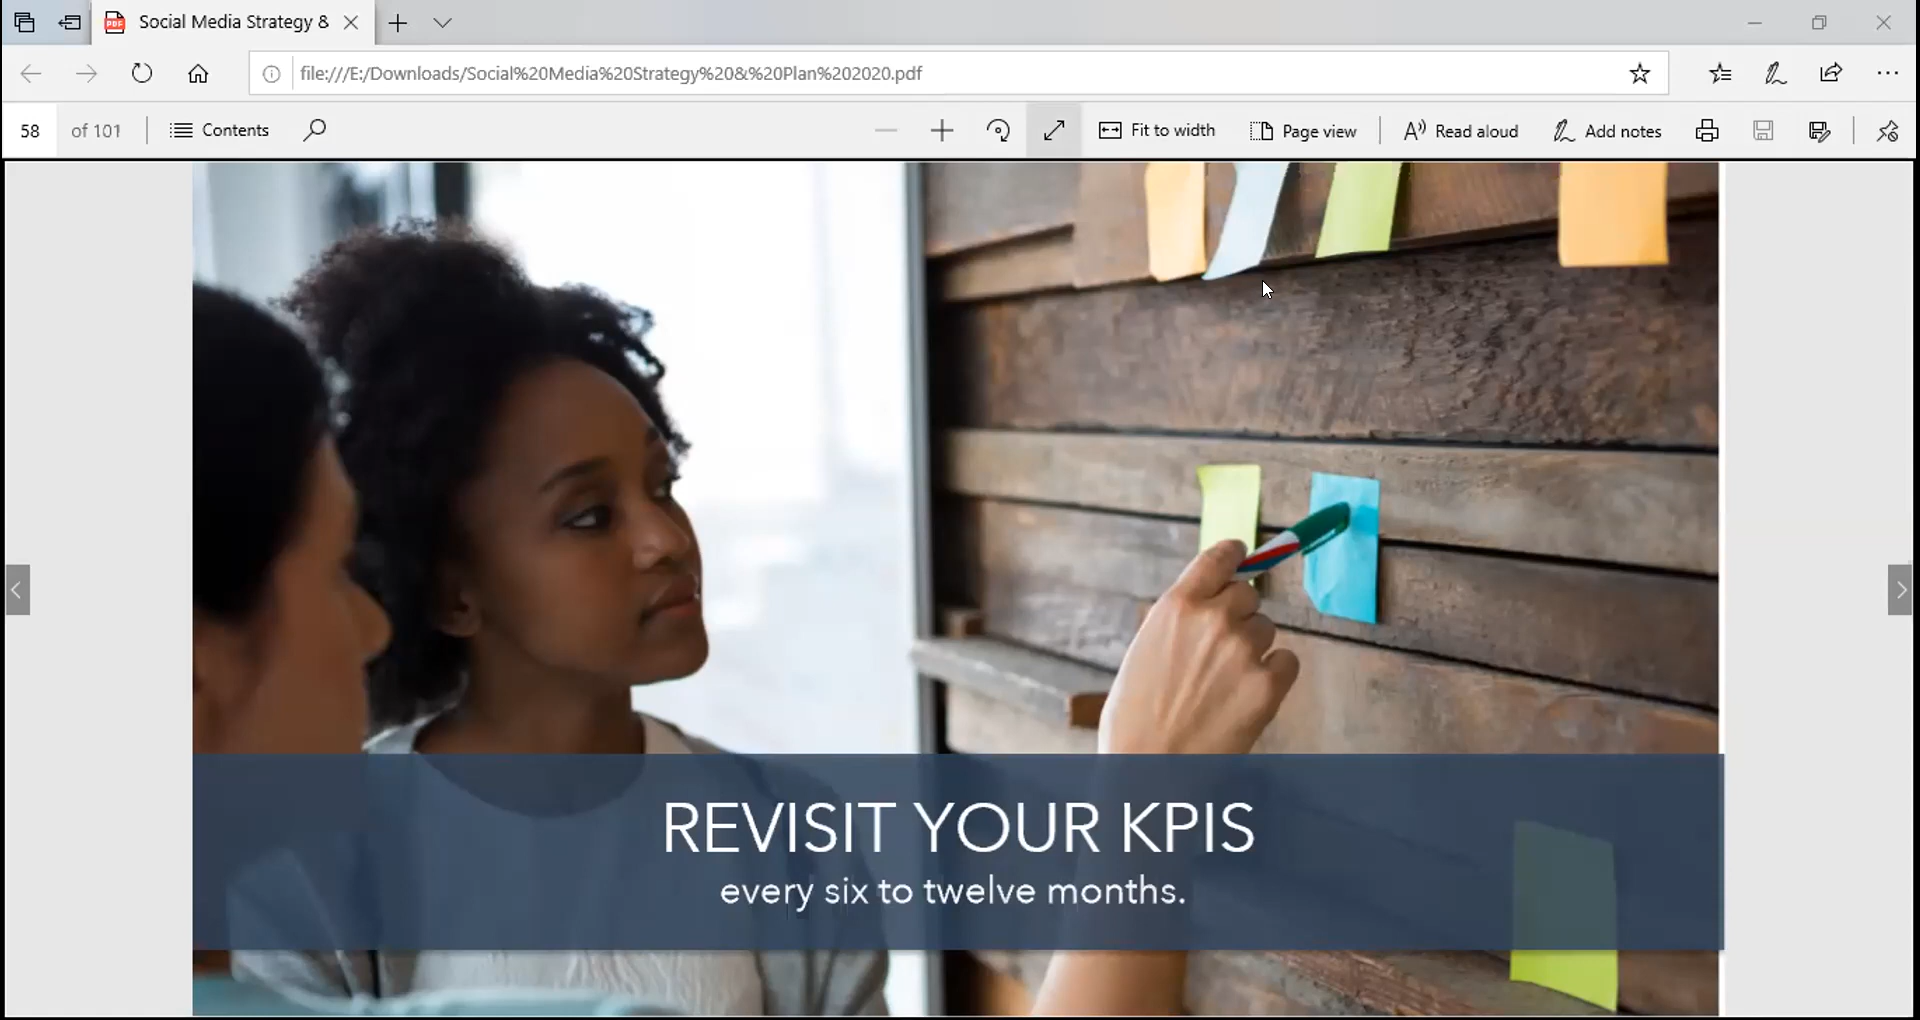 Social Media Strategy &
file:///E:/Downloads/Social%20Media%20Strategy%20&%20Plan%202020.pdf
58 of 101 Contents Fit to width Page view Read aloud Add notes
REVISIT YOUR KPIS
every six to twelve months.